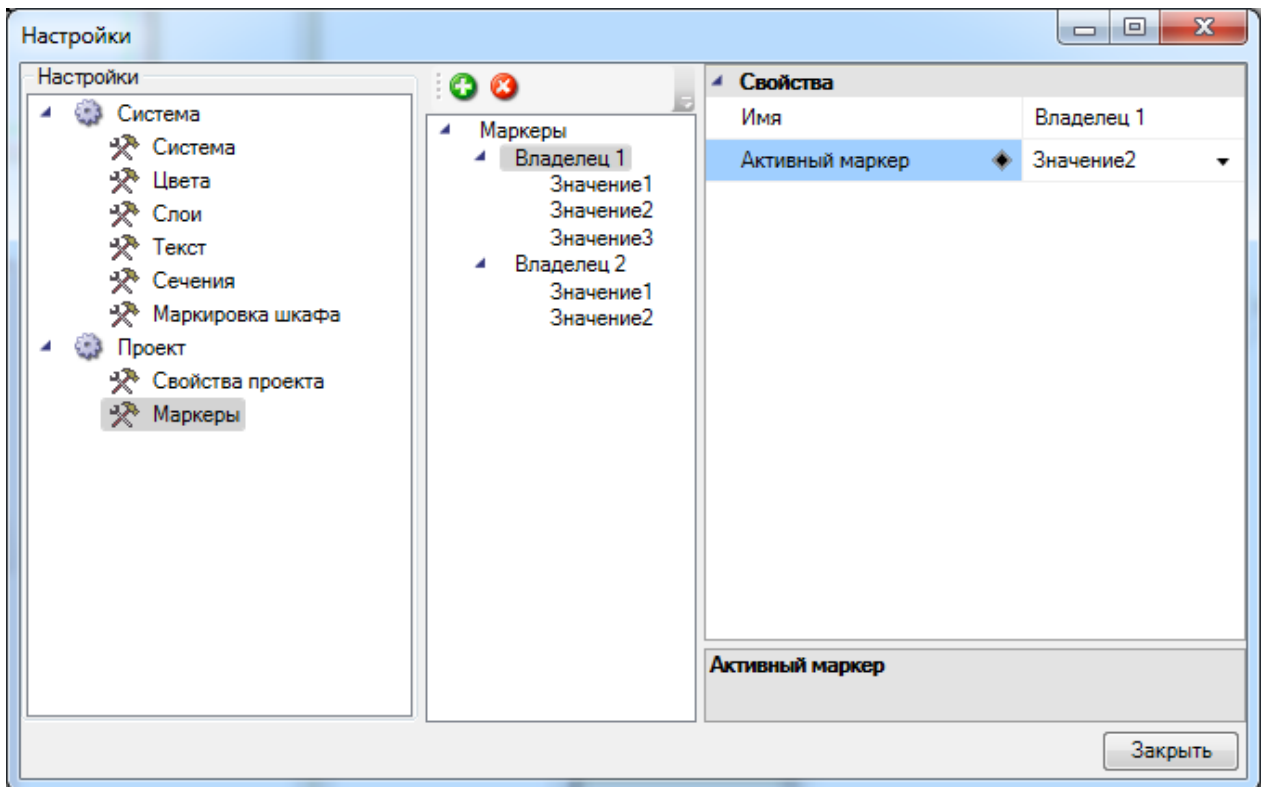 Настройки
Настройки
Система
Система
Цвета
Слои
Текст
Сечения
Маркировка шкафа
Проект
Свойства проекта
Маркеры
Маркеры
Владелец 1
Значение1
Значение2
Значение3
Владелец 2
Значение1
Значение2
Свойства
Имя Владелец 1
Активный маркер Значение2
Активный маркер
Закрыть